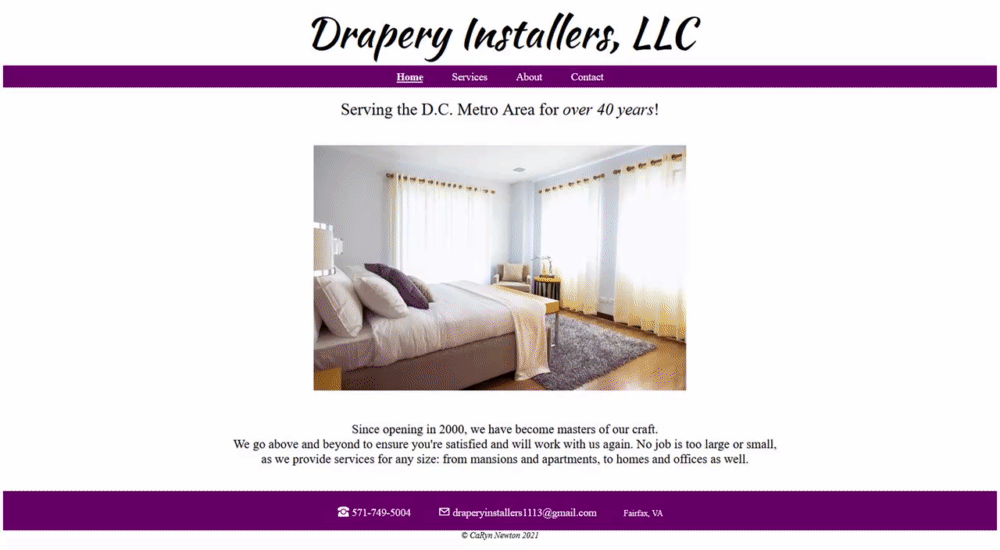 Drapery Installers, LLC
Home Services About Contact
Serving the D.C. Metro Area for over 40 years!
Since opening in 2000, we have become masters of our craft.
We go above and beyond to ensure you're satisfied and will work with us again. No job is too large or small,
as we provide services for any size: from mansions and apartments, to homes and offices as well.
571-749-5004 draperyinstallers1113@gmail.com Fairfax, VA
© CaRyn Newton 2021